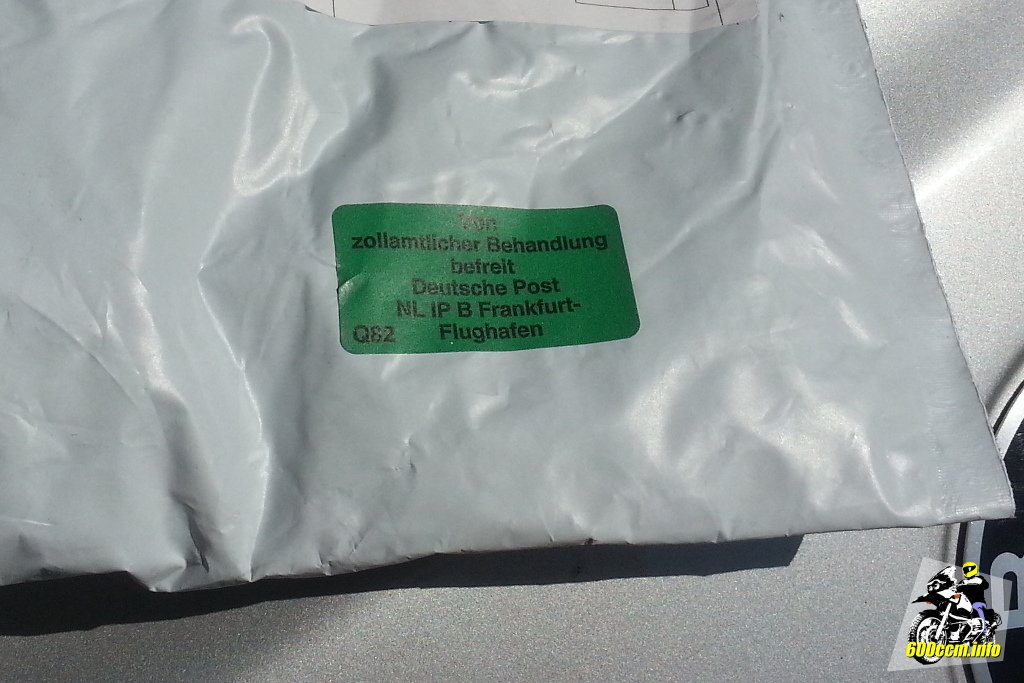 Von
zollamtlicher Behandlung
befreit
Deutsche Post
NL IP B Frankfurt-
Q82 Flughafen
600ccm.info